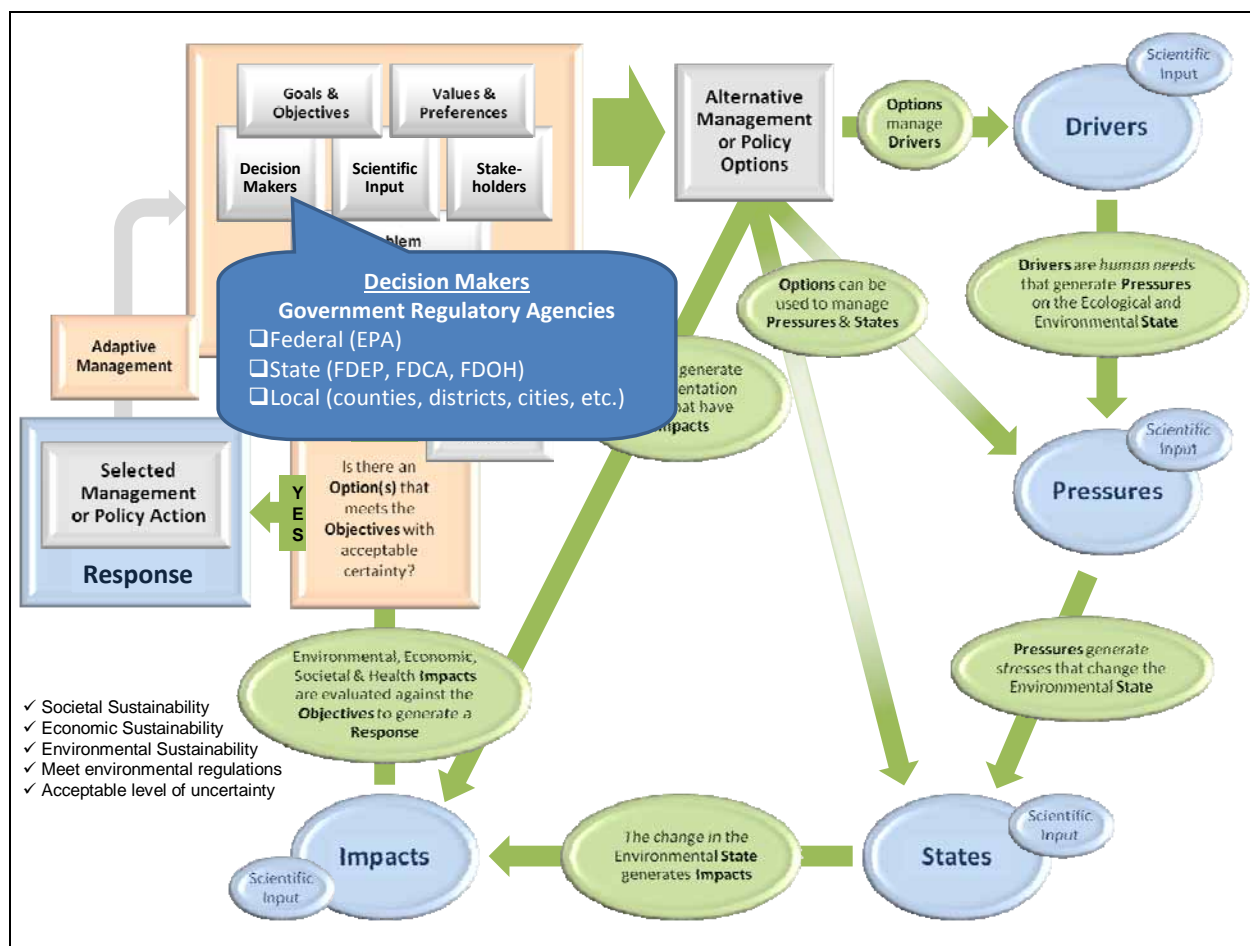 Goals &
Objectives
Values &
Preferences
Decision
Makers
Scientific
Input
Stake-
holders
Decision Makers
Government Regulatory Agencies
❑Federal (EPA)
❑State (FDEP, FDCA, FDOH)
❑Local (counties, districts, cities, etc.)
Alternative
Management
or Policy
Options
Options
manage
Drivers
Scientific
Input
Drivers
Drivers are human needs
that generate Pressures
on the Ecological and
Environmental State
Options can be
used to manage
Pressures & States
generate
that have
Scientific
Input
Pressures
Pressures generate
stresses that change the
Environmental State
Scientific
Input
States
The change in the
Environmental State
generates Impacts
Impacts
Scientific
Input
Environmental, Economic,
Societal & Health Impacts
are evaluated against the
Objectives to generate a
Response
Is there an
Option(s) that
meets the
Objectives with
acceptable
certainty?
YES
Selected
Management
or Policy Action
Response
Adaptive
Management
✓ Societal Sustainability
✓ Economic Sustainability
✓ Environmental Sustainability
✓ Meet environmental regulations
✓ Acceptable level of uncertainty